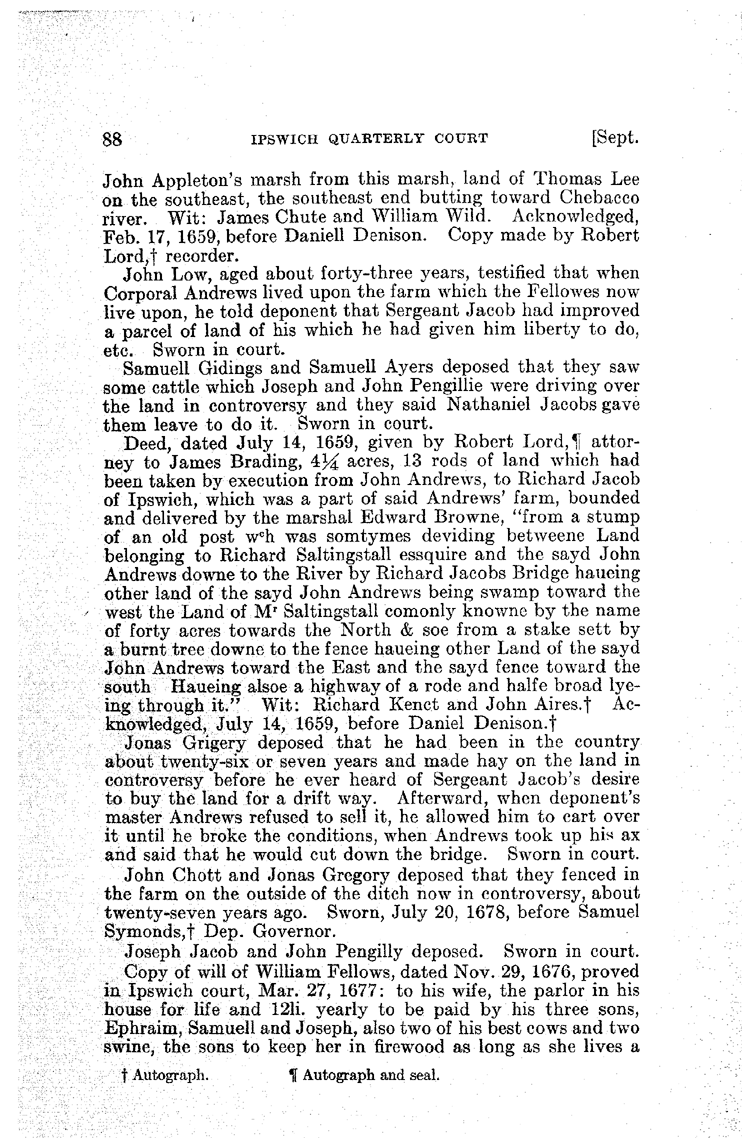 88 IPSWICH QUARTERLY COURT [Sept.
John Appleton's marsh from this marsh, land of Thomas Lee
on the southeast, the southeast end butting toward Chebacco
river. Wit: James Chute and William Wild. Acknowledged,
Feb. 17, 1659, before Daniell Denison. Copy made by Robert
Lord,† recorder.
John Low, aged about forty-three years, testified that when
Corporal Andrews lived upon the farm which the Fellowes now
live upon, he told deponent that Sergeant Jacob had improved
a parcel of land of his which he had given him liberty to do,
etc. Sworn in court.
Samuell Gidings and Samuell Ayers deposed that they saw
some cattle which Joseph and John Pengillie were driving over
the land in controversy and they said Nathaniel Jacobs gave
them leave to do it. Sworn in court.
Deed, dated July 14, 1659, given by Robert Lord,¶ attor-
ney to James Brading, 4¼ acres, 13 rods of land which had
been taken by execution from John Andrews, to Richard Jacob
of Ipswich, which was a part of said Andrews' farm, bounded
and delivered by the marshal Edward Browne, "from a stump
of an old post wᶜh was somtymes deviding betweene Land
belonging to Richard Saltingstall essquire and the sayd John
Andrews downe to the River by Richard Jacobs Bridge haueing
other land of the sayd John Andrews being swamp toward the
west the Land of Mʳ Saltingstall comonly knowne by the name
of forty acres towards the North & soe from a stake sett by
a burnt tree downe to the fence haueing other Land of the sayd
John Andrews toward the East and the sayd fence toward the
south Haueing alsoe a highway of a rode and halfe broad lye-
ing through it." Wit: Richard Kenct and John Aires.† Ac-
knowledged, July 14, 1659, before Daniel Denison.†
Jonas Grigery deposed that he had been in the country
about twenty-six or seven years and made hay on the land in
controversy before he ever heard of Sergeant Jacob's desire
to buy the land for a drift way. Afterward, when deponent's
master Andrews refused to sell it, he allowed him to cart over
it until he broke the conditions, when Andrews took up his ax
and said that he would cut down the bridge. Sworn in court.
John Chott and Jonas Gregory deposed that they fenced in
the farm on the outside of the ditch now in controversy, about
twenty-seven years ago. Sworn, July 20, 1678, before Samuel
Symonds,† Dep. Governor.
Joseph Jacob and John Pengilly deposed. Sworn in court.
Copy of will of William Fellows, dated Nov. 29, 1676, proved
in Ipswich court, Mar. 27, 1677: to his wife, the parlor in his
house for life and 12li. yearly to be paid by his three sons,
Ephraim, Samuell and Joseph, also two of his best cows and two
swine, the sons to keep her in firewood as long as she lives a
† Autograph. ¶ Autograph and seal.